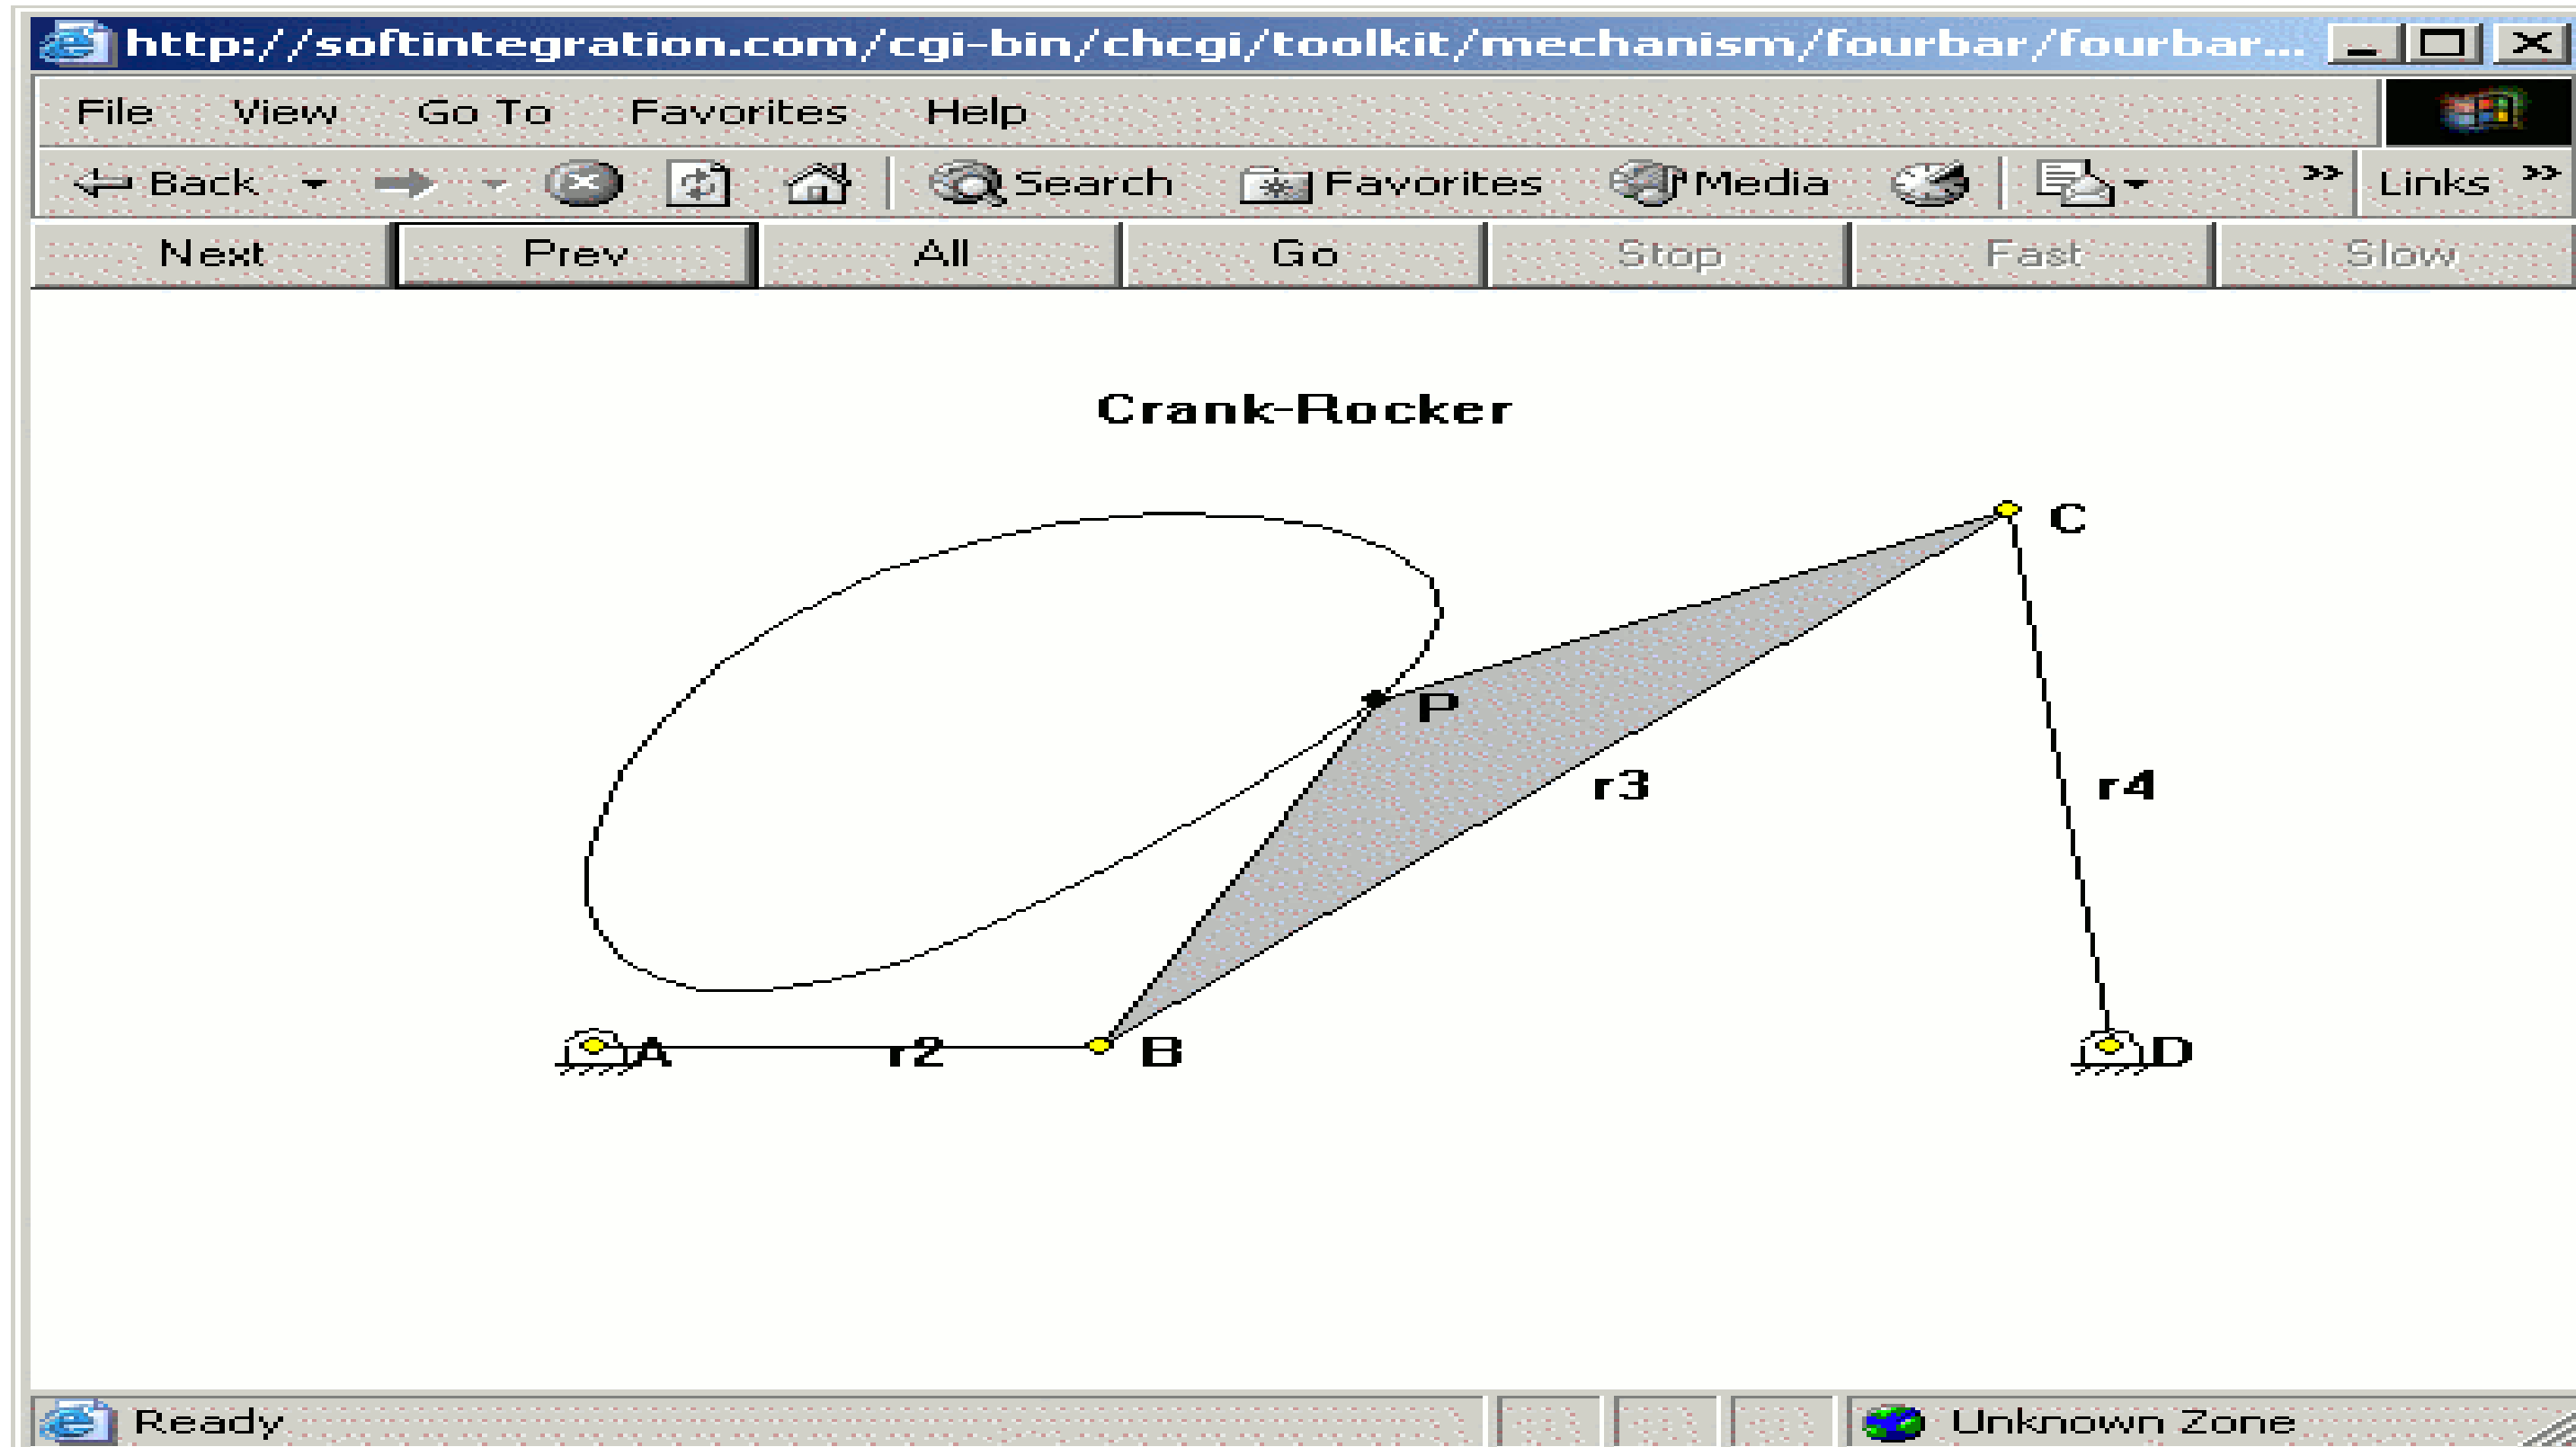 http://softintegration.com/cgi-bin/chcgi/toolkit/mechanism/fourbar/fourbar...
File View Go To Favorites Help
Back Search Favorites Media Links
Next Prev All Go Stop Fast Slow
Crank-Rocker
C
P
r3 r4
A r2 B D
Ready Unknown Zone